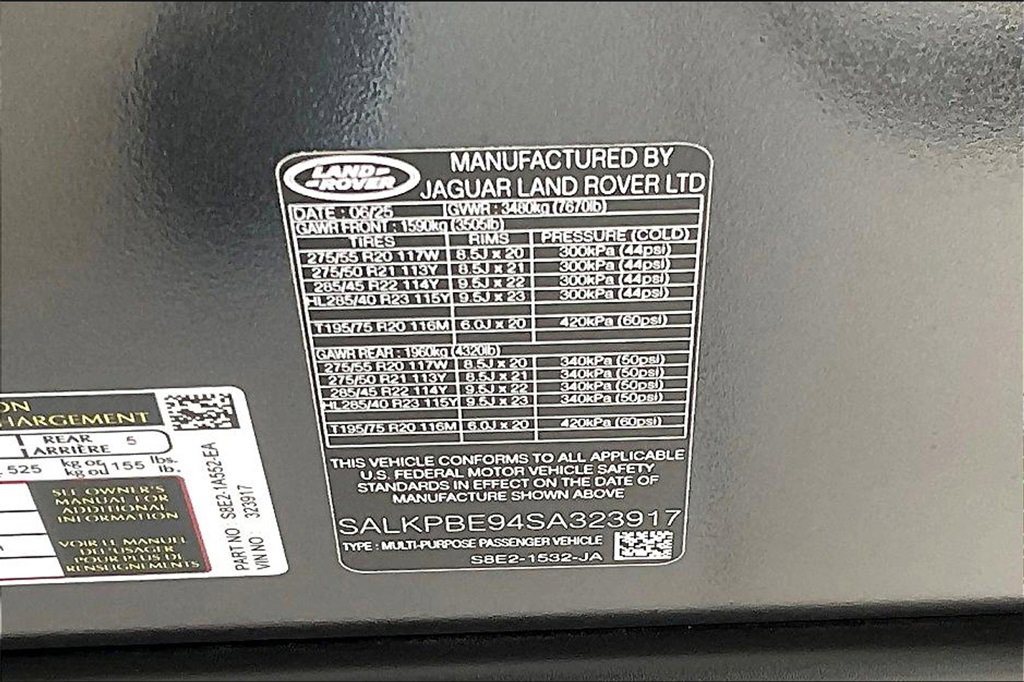 LAND ROVER
MANUFACTURED BY
JAGUAR LAND ROVER LTD
DATE : 06/25 GVWR : 3480kg (7670lb)
GAWR FRONT : 1590kg (3505lb)
TIRES RIMS PRESSURE (COLD)
275/55 R20 117W 8.5J x 20 300kPa (44psi)
275/50 R21 113Y 8.5J x 21 300kPa (44psi)
285/45 R22 114Y 9.5J x 22 300kPa (44psi)
HL285/40 R23 115Y 9.5J x 23 300kPa (44psi)
T195/75 R20 116M 6.0J x 20 420kPa (60psi)
GAWR REAR : 1960kg (4320lb)
275/55 R20 117W 8.5J x 20 340kPa (50psi)
275/50 R21 113Y 8.5J x 21 340kPa (50psi)
285/45 R22 114Y 9.5J x 22 340kPa (50psi)
HL285/40 R23 115Y 9.5J x 23 340kPa (50psi)
T195/75 R20 116M 6.0J x 20 420kPa (60psi)
THIS VEHICLE CONFORMS TO ALL APPLICABLE
U.S. FEDERAL MOTOR VEHICLE SAFETY
STANDARDS IN EFFECT ON THE DATE OF
MANUFACTURE SHOWN ABOVE
SALKPBE94SA323917
TYPE : MULTI-PURPOSE PASSENGER VEHICLE
S8E2-1532-JA
ON
HARGEMENT
REAR 5
ARRIÈRE
525 kg ou 1155 lbs.
kg ou lb.
SEE OWNER'S
MANUAL FOR
ADDITIONAL
INFORMATION
VOIR LE MANUEL
DE L'USAGER
POUR PLUS DE
RENSEIGNEMENTS
PART NO S8E2-1A552-EA
VIN NO 323917